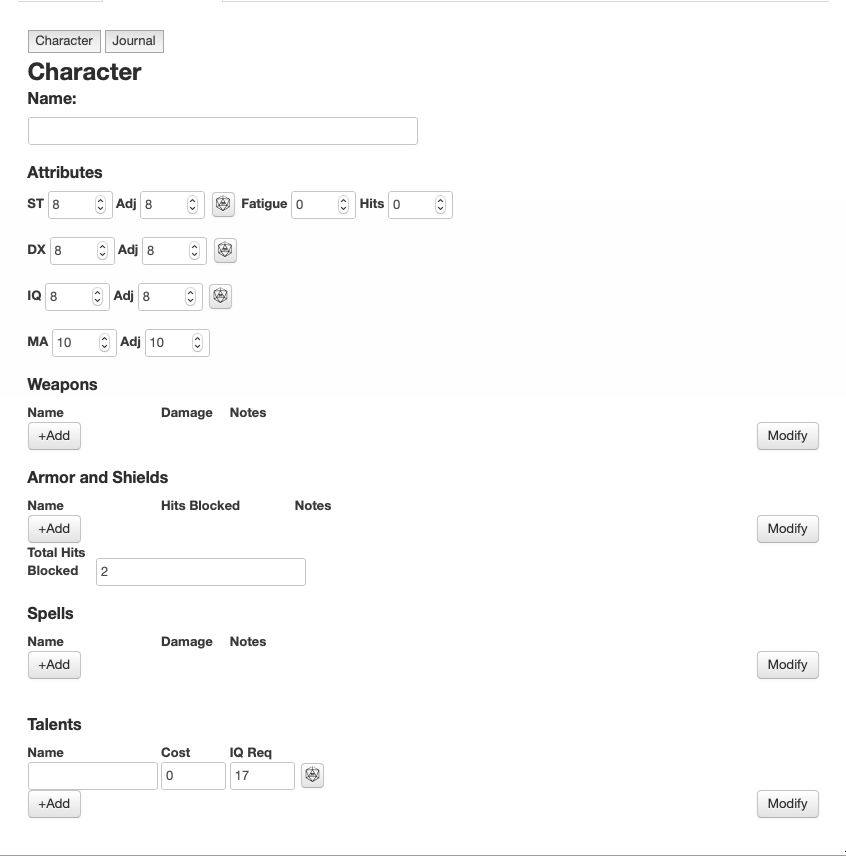 Character Journal
Character
Name:
Attributes
ST 8 Adj 8 Fatigue 0 Hits 0
DX 8 Adj 8
IQ 8 Adj 8
MA 10 Adj 10
Weapons
Name Damage Notes
+Add Modify
Armor and Shields
Name Hits Blocked Notes
+Add Modify
Total Hits
Blocked 2
Spells
Name Damage Notes
+Add Modify
Talents
Name Cost IQ Req
0 17
+Add Modify